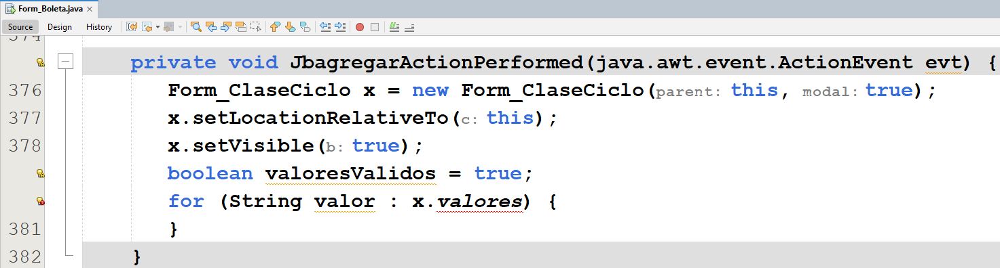 Form_Boleta.java
Source Design History
374
private void JbagregarActionPerformed(java.awt.event.ActionEvent evt) {
376 Form_ClaseCiclo x = new Form_ClaseCiclo(parent: this, modal: true);
377 x.setLocationRelativeTo(c: this);
378 x.setVisible(b: true);
boolean valoresValidos = true;
for (String valor : x.valores) {
381 }
382 }